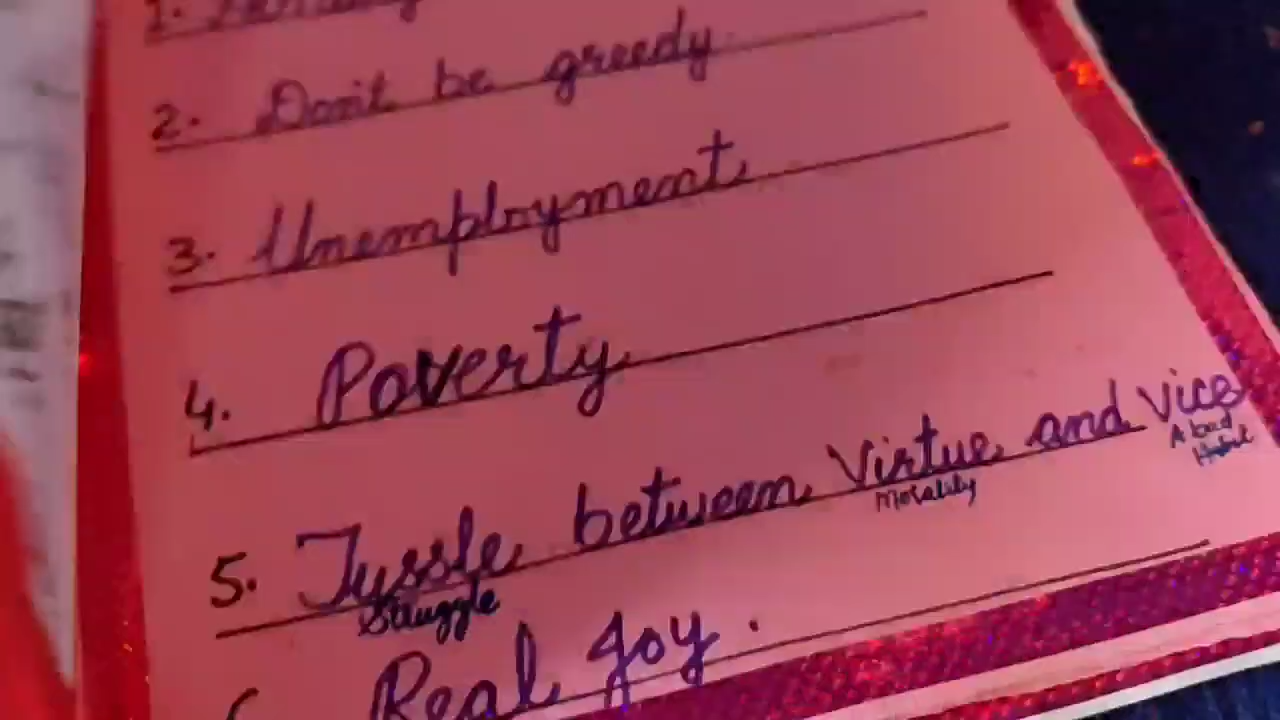 1.
2. Don't be greedy.
3. Unemployment
4. Poverty
5. Tussle between Virtue and Vice
Struggle Morality A bad Habit
Real Joy.